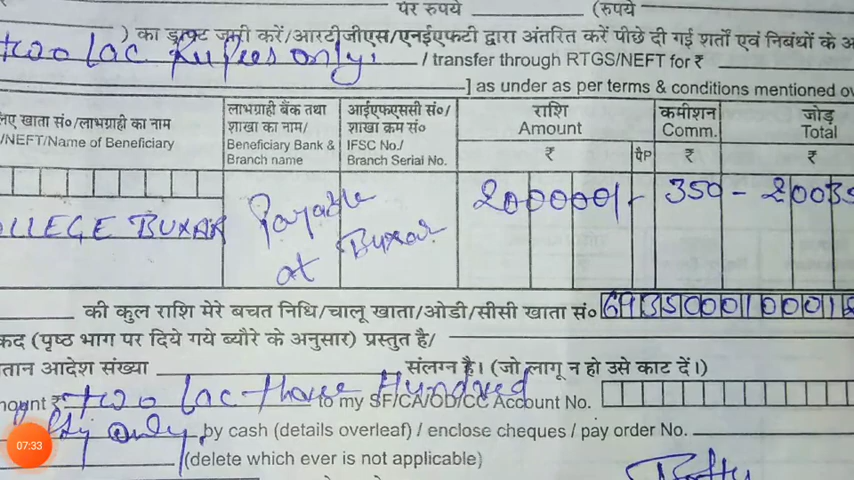 पर रुपये (रुपये
) का ड्राफ्ट जारी करें/आरटीजीएस/एनईएफटी द्वारा अंतरित करें पीछे दी गई शर्तों एवं निबंधों के अ
two lac Rupees only. / transfer through RTGS/NEFT for ₹
] as under as per terms & conditions mentioned ov
लिए खाता सं०/लाभग्राही का नाम लाभग्राही बैंक तथा शाखा का नाम/ आईएफएससी सं०/ शाखा क्रम सं० राशि कमीशन जोड़
/NEFT/Name of Beneficiary Beneficiary Bank & Branch name IFSC No./ Branch Serial No. Amount Comm. Total
₹ पैP ₹ ₹
LLEGE BUXAR Payable at Buxar 200000/- 350 - 20035
की कुल राशि मेरे बचत निधि/चालू खाता/ओडी/सीसी खाता सं० 693500010001
कद (पृष्ठ भाग पर दिये गये ब्यौरे के अनुसार) प्रस्तुत है/
तान आदेश संख्या संलग्न है। (जो लागू न हो उसे काट दें।)
mount ₹ two lac three Hundred to my SF/CA/OD/CC Account No.
only. by cash (details overleaf) / enclose cheques / pay order No.
07:33 (delete which ever is not applicable)